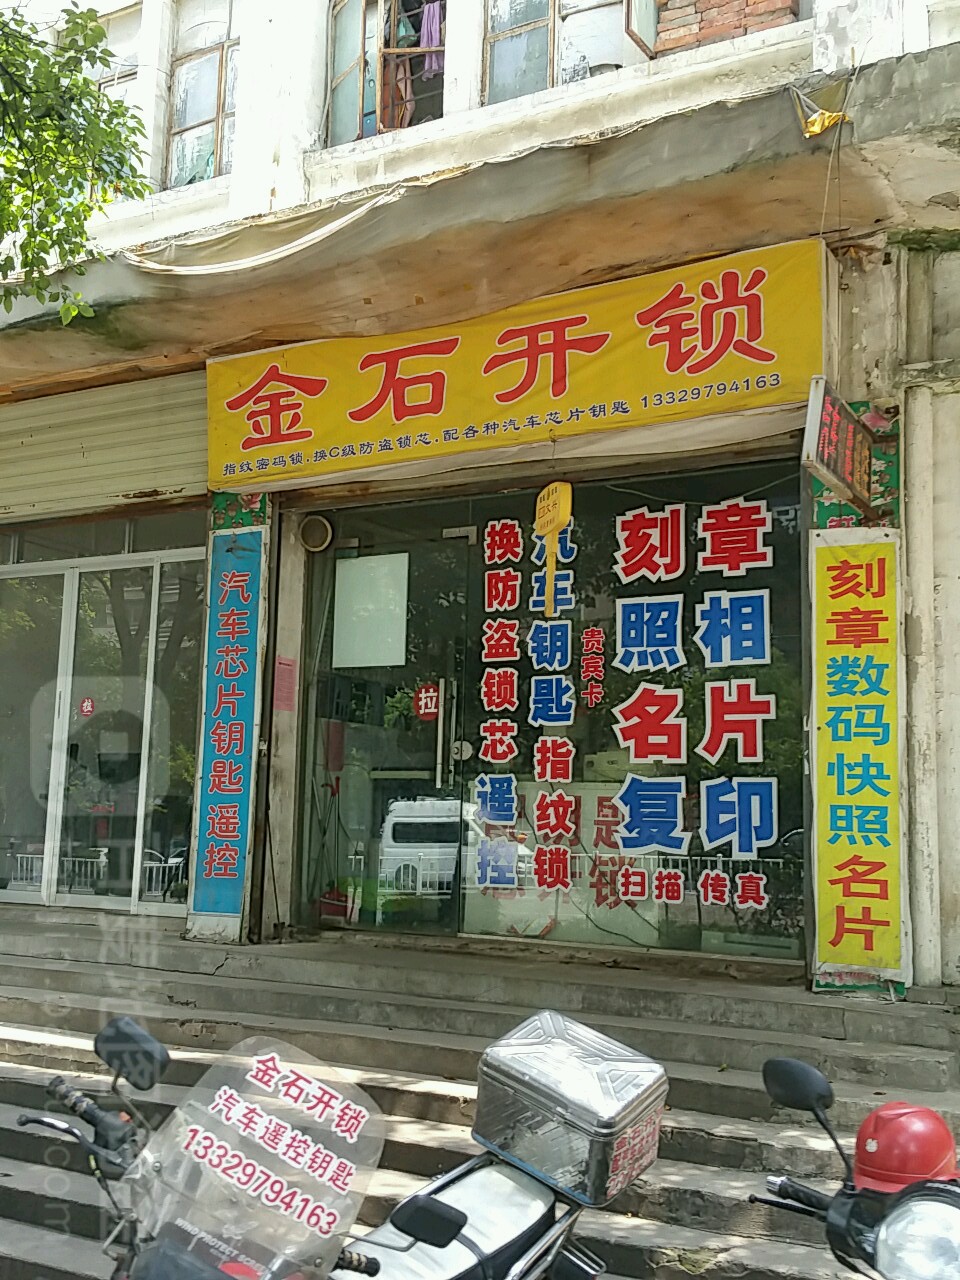 金石开锁
指纹密码锁.换C级防盗锁芯.配各种汽车芯片钥匙 13329794163
汽车芯片钥匙遥控
拉
拉
换防盗锁芯遥控
汽车钥匙指纹锁
贵宾卡
刻章
照相
名片
复印
扫描传真
刻章数码快照名片
金石开锁
汽车遥控钥匙
13329794163
WIND PROTECT SCREEN